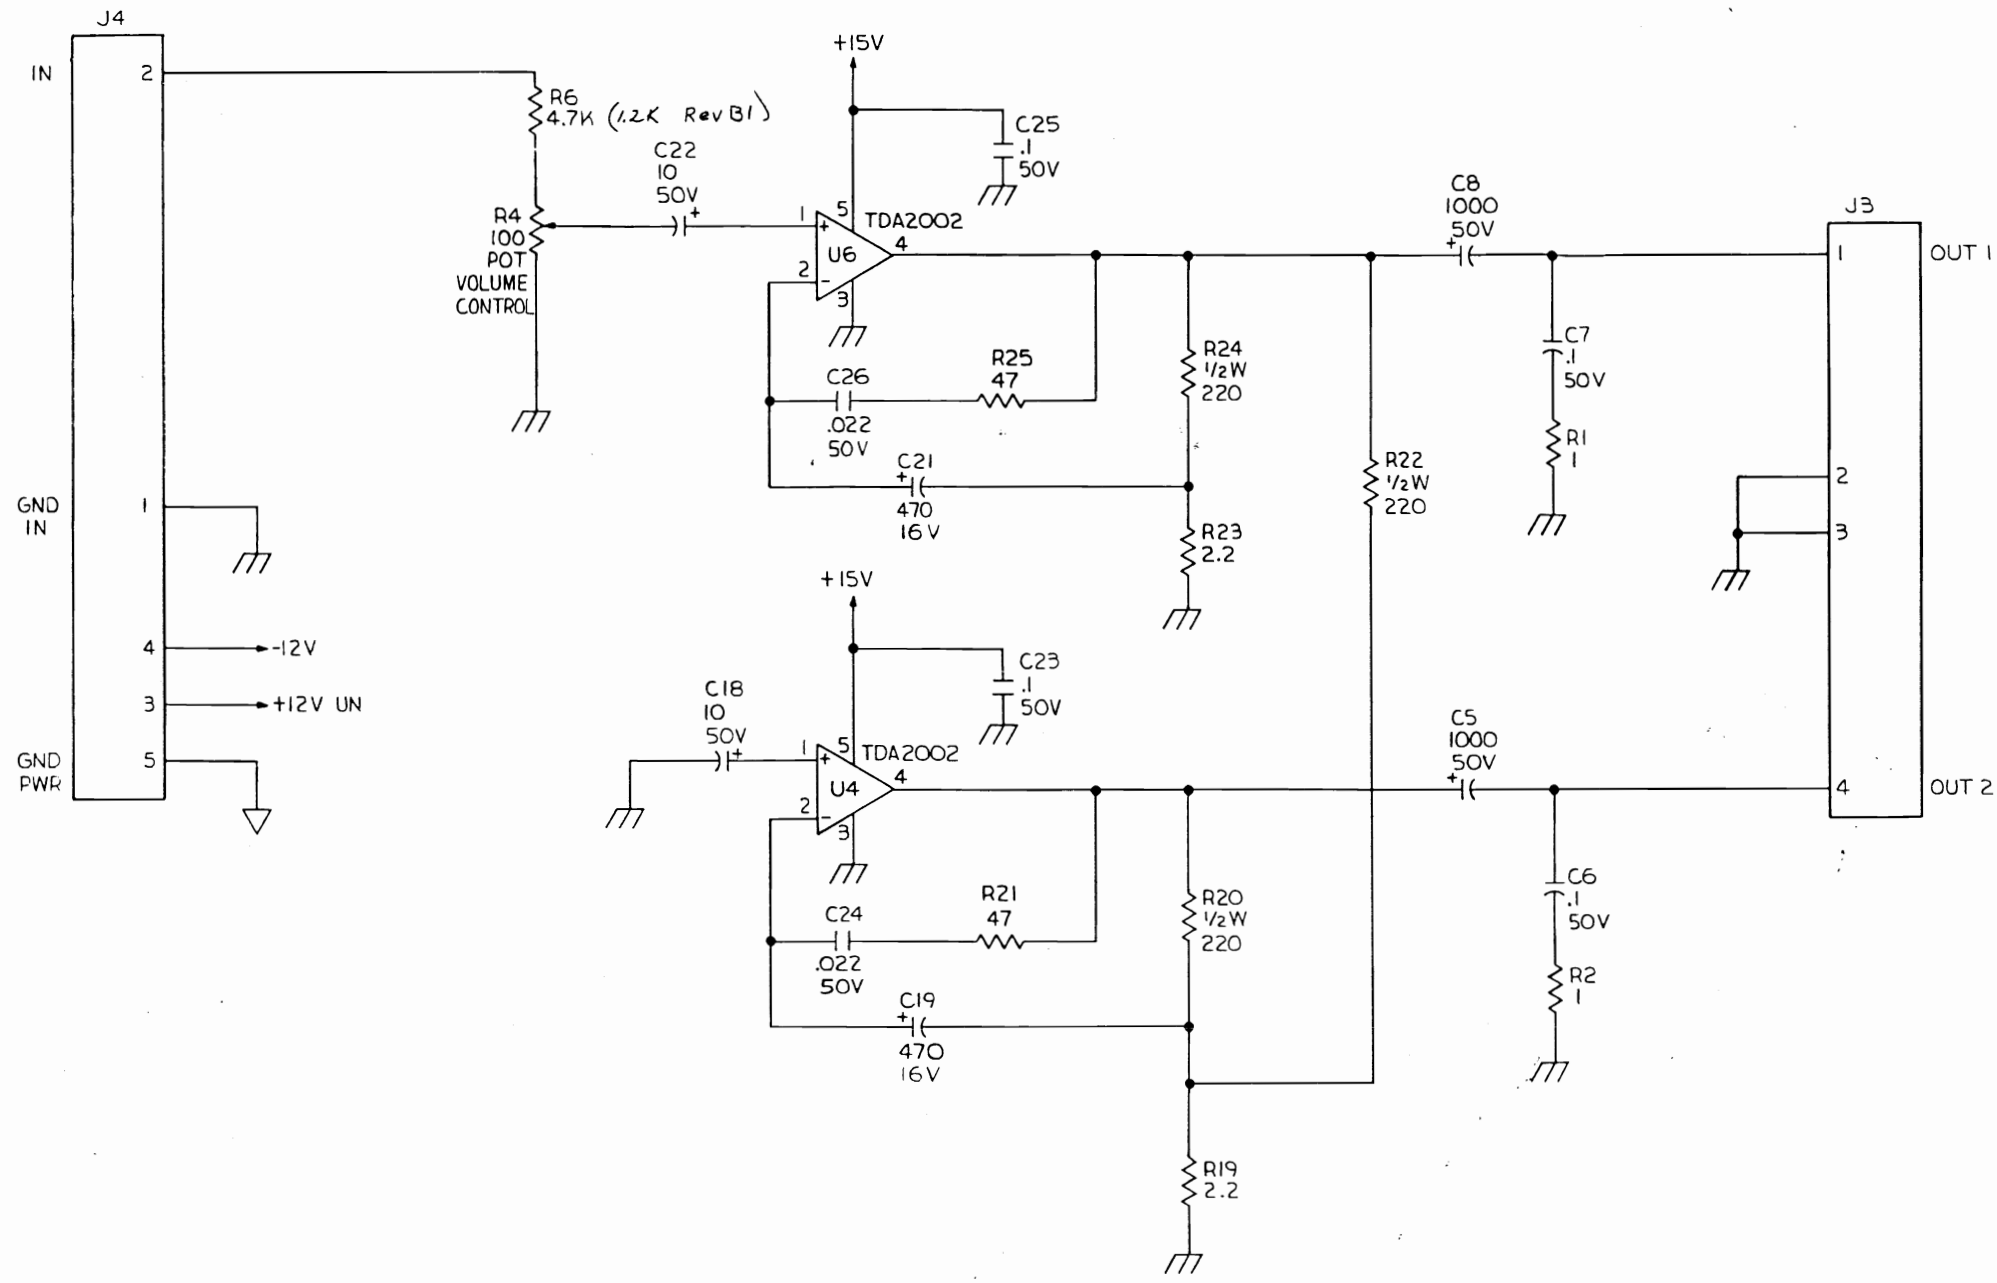 J4
IN
2
R6
4.7K (1.2K Rev B1)
R4
100
POT
VOLUME
CONTROL
C22
10
50V
+
+15V
C25
.1
50V
1
+
5
TDA2002
U6
4
2
-
3
C26
.022
50V
R25
47
C21
+
470
16V
R24
1/2W
220
R23
2.2
R22
1/2W
220
C8
1000
50V
+
C7
.1
50V
R1
1
J3
1
OUT 1
2
3
4
OUT 2
GND
IN
1
4
-12V
3
+12V UN
GND
PWR
5
+15V
C23
.1
50V
C18
10
50V
+
1
+
5
TDA2002
U4
4
2
-
3
C24
.022
50V
R21
47
C19
+
470
16V
R20
1/2W
220
R19
2.2
C5
1000
50V
+
C6
.1
50V
R2
1